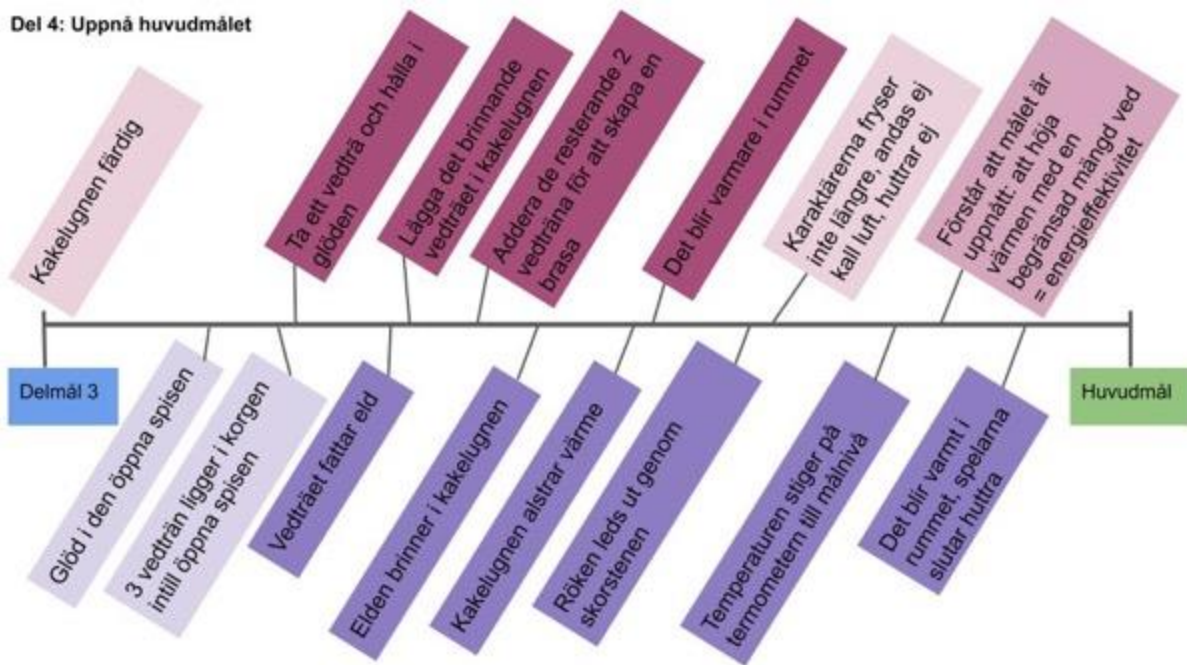 Del 4: Uppnå huvudmålet
Kakelugnen färdig
Ta ett vedträ och hålla i
glöden
Lägga det brinnande
vedträet i kakelugnen
Addera de resterande 2
vedträna för att skapa en
brasa
Det blir varmare i rummet
Karaktärerna fryser
inte längre, andas ej
kall luft, huttrar ej
Förstår att målet är
uppnått: att höja
värmen med en
begränsad mängd ved
= energieffektivitet
Delmål 3
Huvudmål
Glöd i den öppna spisen
3 vedträn ligger i korgen
intill öppna spisen
Vedträet fattar eld
Elden brinner i kakelugnen
Kakelugnen alstrar värme
Röken leds ut genom
skorstenen
Temperaturen stiger på
termometern till målnivå
Det blir varmt i
rummet, spelarna
slutar huttra